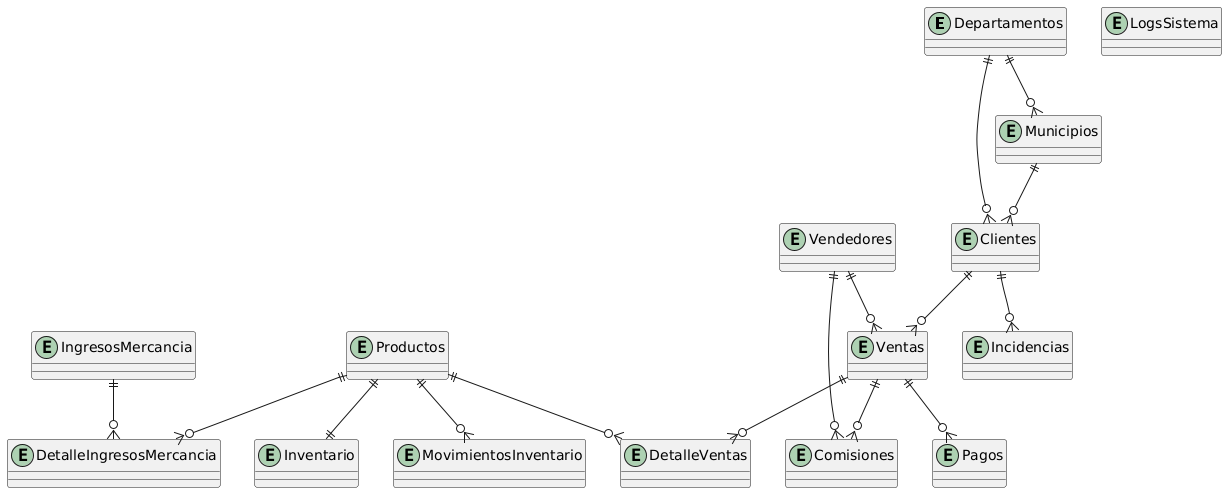 E Departamentos
E LogsSistema
E Municipios
E Vendedores
E Clientes
E IngresosMercancia
E Productos
E Ventas
E Incidencias
E DetalleIngresosMercancia
E Inventario
E MovimientosInventario
E DetalleVentas
E Comisiones
E Pagos